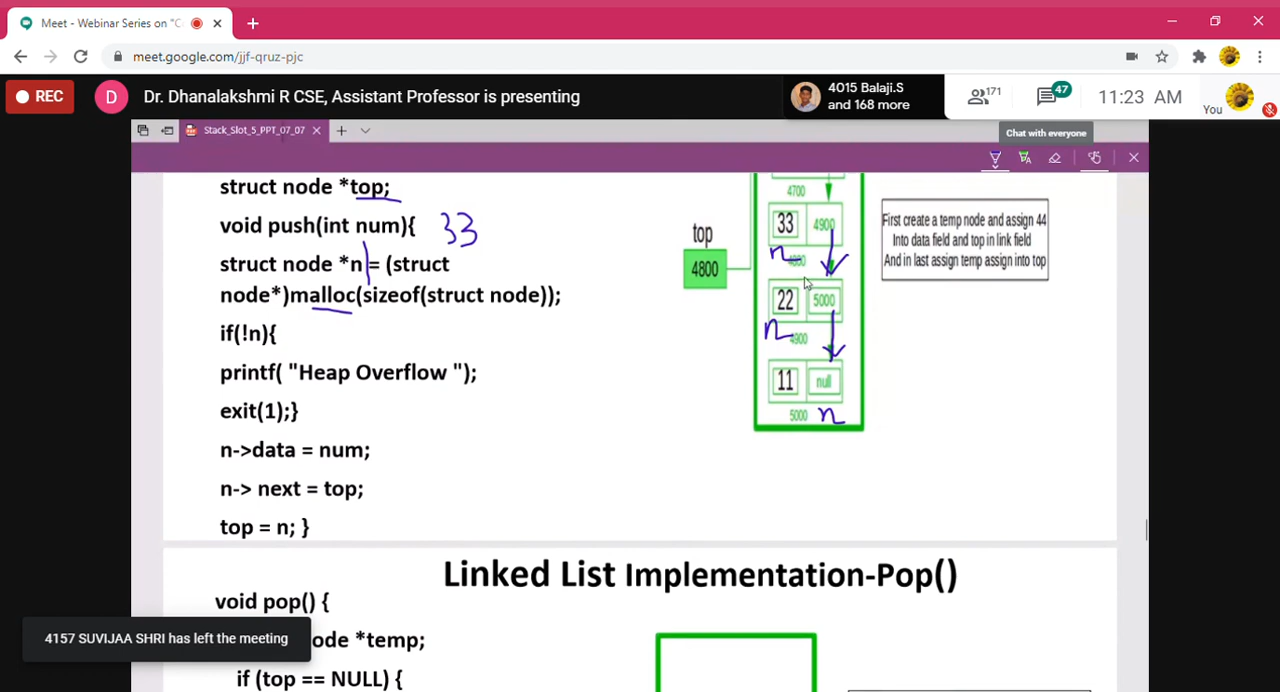 Meet - Webinar Series on "C
meet.google.com/jjf-qruz-pjc
REC
D
Dr. Dhanalakshmi R CSE, Assistant Professor is presenting
4015 Balaji.S
and 168 more
171
47
11:23 AM
You
Chat with everyone
Stack_Slot_5_PPT_07_07
struct node *top;
void push(int num){
33
struct node *n = (struct
node*)malloc(sizeof(struct node));
if(!n){
printf( "Heap Overflow ");
exit(1);}
n->data = num;
n-> next = top;
top = n; }
top
4800
4700
33
4900
n
4800
22
5000
n
4900
11
null
5000
n
First create a temp node and assign 44
Into data field and top in link field
And in last assign temp assign into top
Linked List Implementation-Pop()
void pop() {
ode *temp;
if (top == NULL) {
4157 SUVIJAA SHRI has left the meeting